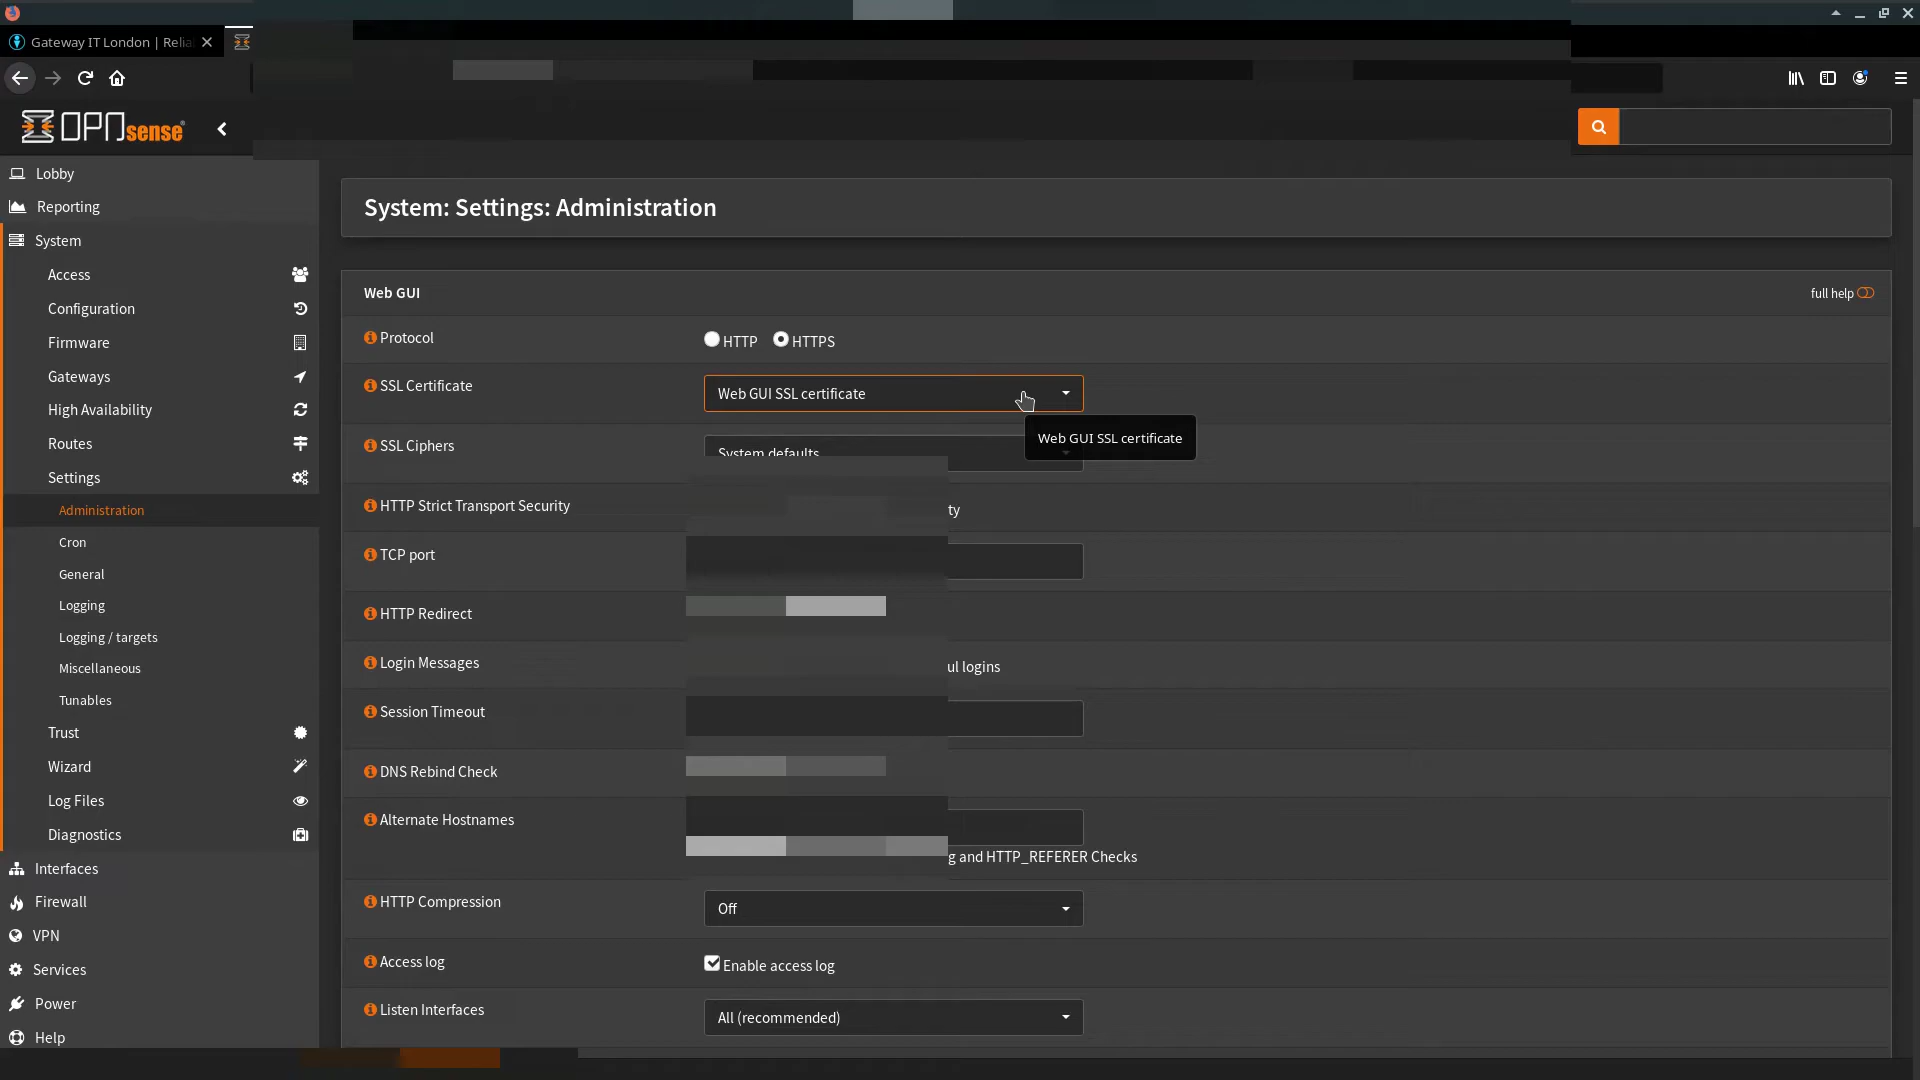 Gateway IT London | Relia
OPNsense
Lobby
Reporting
System
Access
Configuration
Firmware
Gateways
High Availability
Routes
Settings
Administration
Cron
General
Logging
Logging / targets
Miscellaneous
Tunables
Trust
Wizard
Log Files
Diagnostics
Interfaces
Firewall
VPN
Services
Power
Help
System: Settings: Administration
Web GUI
full help
Protocol
HTTP
HTTPS
SSL Certificate
Web GUI SSL certificate
Web GUI SSL certificate
SSL Ciphers
System defaults
HTTP Strict Transport Security
ty
TCP port
HTTP Redirect
Login Messages
ul logins
Session Timeout
DNS Rebind Check
Alternate Hostnames
g and HTTP_REFERER Checks
HTTP Compression
Off
Access log
Enable access log
Listen Interfaces
All (recommended)